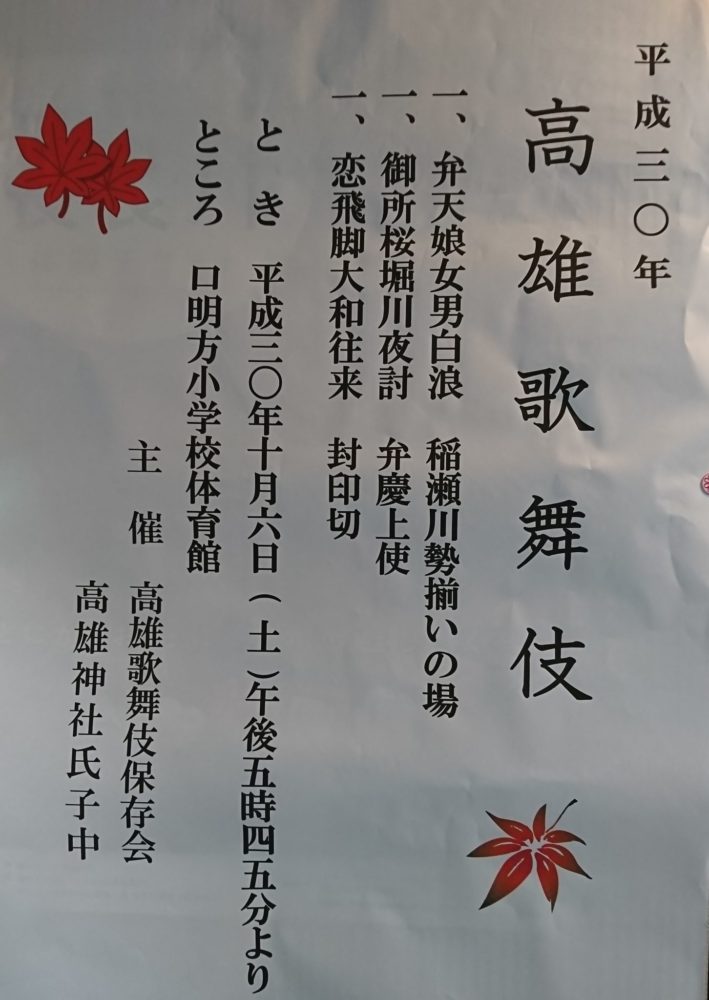 平成三〇年
高雄歌舞伎
一、弁天娘女男白浪　稲瀬川勢揃いの場
一、御所桜堀川夜討　弁慶上使
一、恋飛脚大和往来　封印切
とき　平成三〇年十月六日（土）午後五時四五分より
ところ　口明方小学校体育館
主催　高雄歌舞伎保存会
高雄神社氏子中